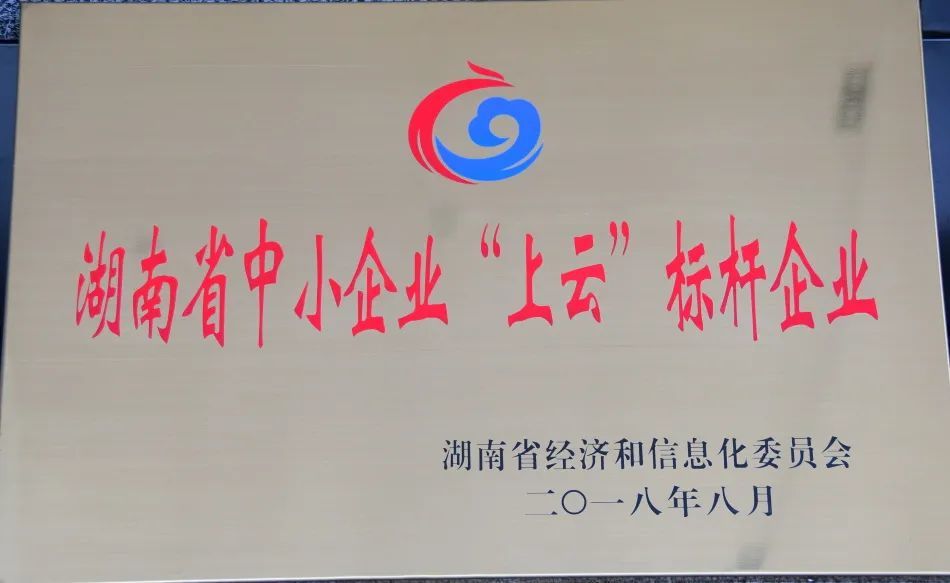 湖南省中小企业“上云”标杆企业
湖南省经济和信息化委员会
二〇一八年八月